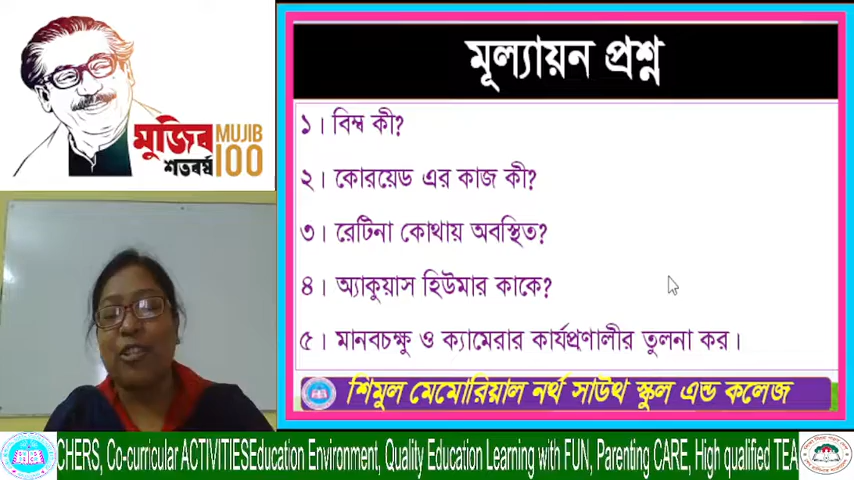 মুজিব
শতবর্ষ
MUJIB
100
মূল্যায়ন প্রশ্ন
১। বিম্ব কী?
২। কোরয়েড এর কাজ কী?
৩। রেটিনা কোথায় অবস্থিত?
৪। অ্যাকুয়াস হিউমার কাকে?
৫। মানবচক্ষু ও ক্যামেরার কার্যপ্রণালীর তুলনা কর।
শিমুল মেমোরিয়াল নর্থ সাউথ স্কুল এন্ড কলেজ
CHERS, Co-curricular ACTIVITIESEducation Environment, Quality Education Learning with FUN, Parenting CARE, High qualified TEA